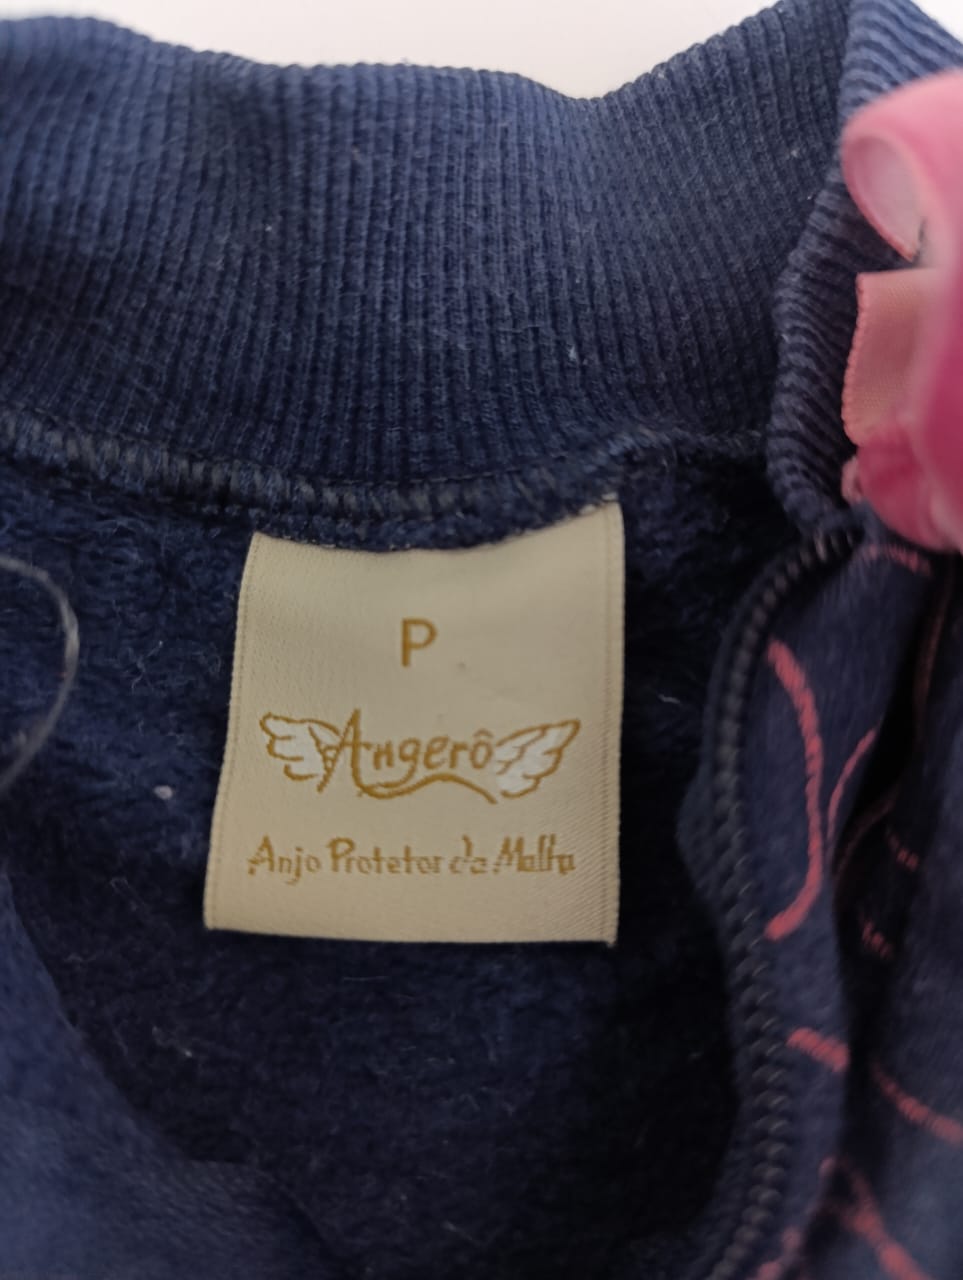 P
Angerô
Anjo Protetor da Malha